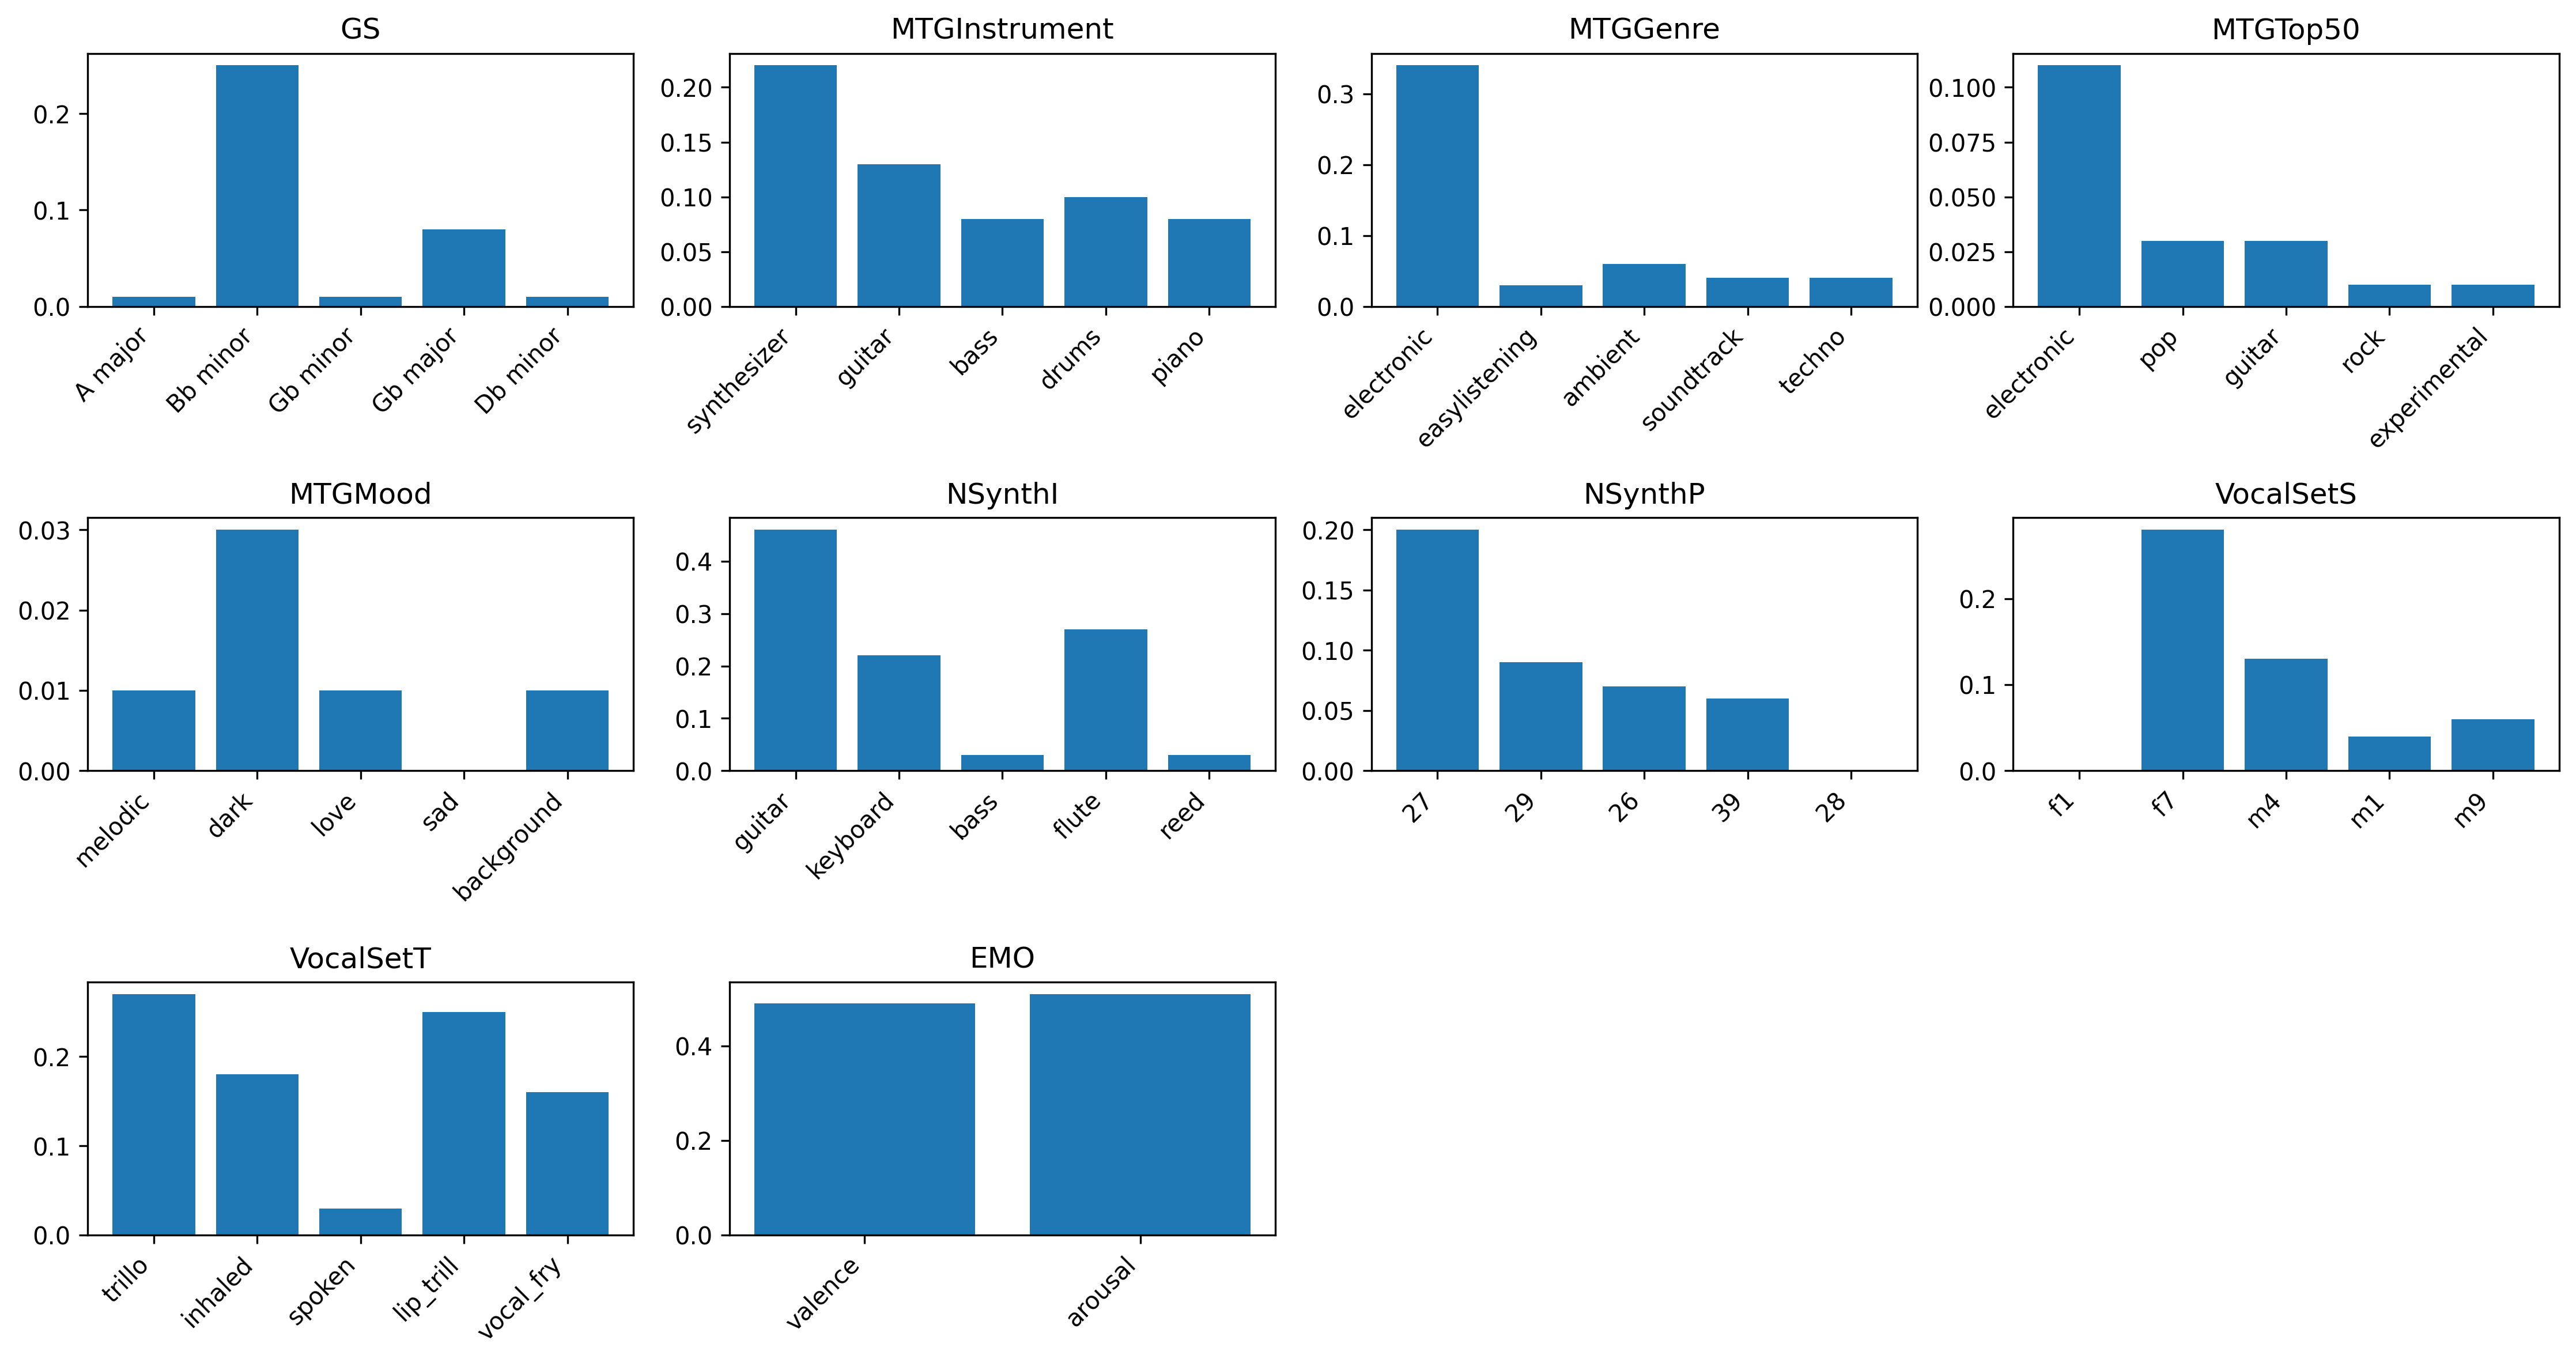 GS
0.2
0.1
0.0
A major
Bb minor
Gb minor
Gb major
Db minor
MTGInstrument
0.20
0.15
0.10
0.05
0.00
synthesizer
guitar
bass
drums
piano
MTGGenre
0.3
0.2
0.1
0.0
electronic
easylistening
ambient
soundtrack
techno
MTGTop50
0.100
0.075
0.050
0.025
0.000
electronic
pop
guitar
rock
experimental
MTGMood
0.03
0.02
0.01
0.00
melodic
dark
love
sad
background
NSynthI
0.4
0.3
0.2
0.1
0.0
guitar
keyboard
bass
flute
reed
NSynthP
0.20
0.15
0.10
0.05
0.00
27
29
26
39
28
VocalSetS
0.2
0.1
0.0
f1
f7
m4
m1
m9
VocalSetT
0.2
0.1
0.0
trillo
inhaled
spoken
lip_trill
vocal_fry
EMO
0.4
0.2
0.0
valence
arousal